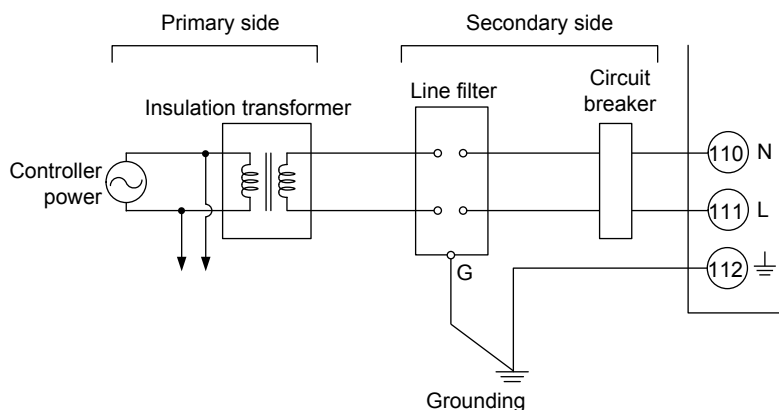 Primary side
Secondary side
Insulation transformer
Line filter
Circuit
breaker
Controller
power
110 N
111 L
112
G
Grounding